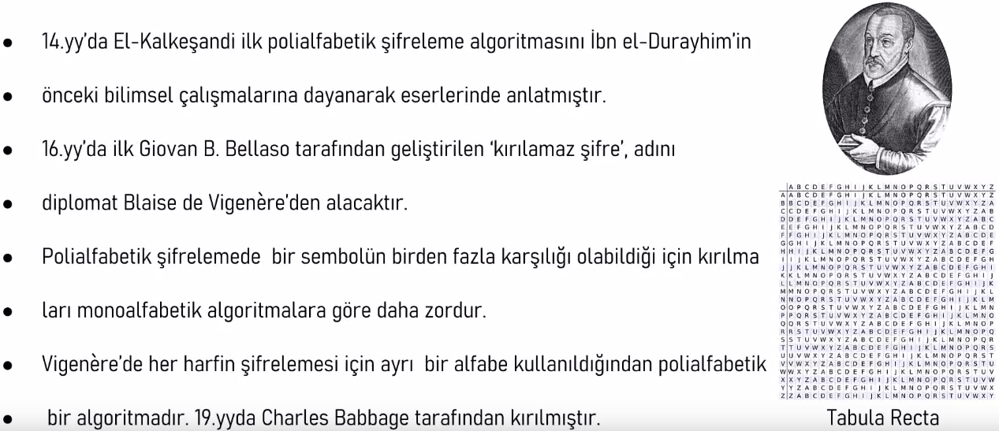 ● 14.yy'da El-Kalkeşandi ilk polialfabetik şifreleme algoritmasını İbn el-Durayhim'in
● önceki bilimsel çalışmalarına dayanarak eserlerinde anlatmıştır.
● 16.yy'da ilk Giovan B. Bellaso tarafından geliştirilen ‘kırılamaz şifre’, adını
● diplomat Blaise de Vigenère'den alacaktır.
● Polialfabetik şifrelemede  bir sembolün birden fazla karşılığı olabildiği için kırılma
● ları monoalfabetik algoritmalara göre daha zordur.
● Vigenère'de her harfin şifrelemesi için ayrı  bir alfabe kullanıldığından polialfabetik
● bir algoritmadır. 19.yyda Charles Babbage tarafından kırılmıştır.
A B C D E F G H I J K L M N O P Q R S T U V W X Y Z
A A B C D E F G H I J K L M N O P Q R S T U V W X Y Z
B B C D E F G H I J K L M N O P Q R S T U V W X Y Z A
C C D E F G H I J K L M N O P Q R S T U V W X Y Z A B
D D E F G H I J K L M N O P Q R S T U V W X Y Z A B C
E E F G H I J K L M N O P Q R S T U V W X Y Z A B C D
F F G H I J K L M N O P Q R S T U V W X Y Z A B C D E
G G H I J K L M N O P Q R S T U V W X Y Z A B C D E F
H H I J K L M N O P Q R S T U V W X Y Z A B C D E F G
I I J K L M N O P Q R S T U V W X Y Z A B C D E F G H
J J K L M N O P Q R S T U V W X Y Z A B C D E F G H I
K K L M N O P Q R S T U V W X Y Z A B C D E F G H I J
L L M N O P Q R S T U V W X Y Z A B C D E F G H I J K
M M N O P Q R S T U V W X Y Z A B C D E F G H I J K L
N N O P Q R S T U V W X Y Z A B C D E F G H I J K L M
O O P Q R S T U V W X Y Z A B C D E F G H I J K L M N
P P Q R S T U V W X Y Z A B C D E F G H I J K L M N O
Q Q R S T U V W X Y Z A B C D E F G H I J K L M N O P
R R S T U V W X Y Z A B C D E F G H I J K L M N O P Q
S S T U V W X Y Z A B C D E F G H I J K L M N O P Q R
T T U V W X Y Z A B C D E F G H I J K L M N O P Q R S
U U V W X Y Z A B C D E F G H I J K L M N O P Q R S T
V V W X Y Z A B C D E F G H I J K L M N O P Q R S T U
W W X Y Z A B C D E F G H I J K L M N O P Q R S T U V
X X Y Z A B C D E F G H I J K L M N O P Q R S T U V W
Y Y Z A B C D E F G H I J K L M N O P Q R S T U V W X
Z Z A B C D E F G H I J K L M N O P Q R S T U V W X Y
Tabula Recta